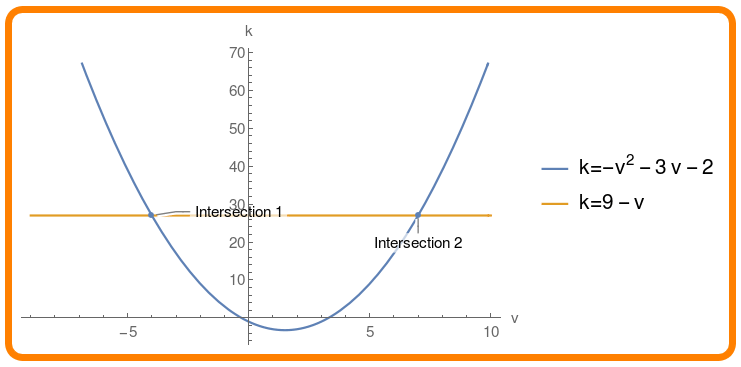 k
70
60
50
40
30
20
10
−5
5
10
v
Intersection 1
Intersection 2
k=−v² − 3 v − 2
k=9 − v